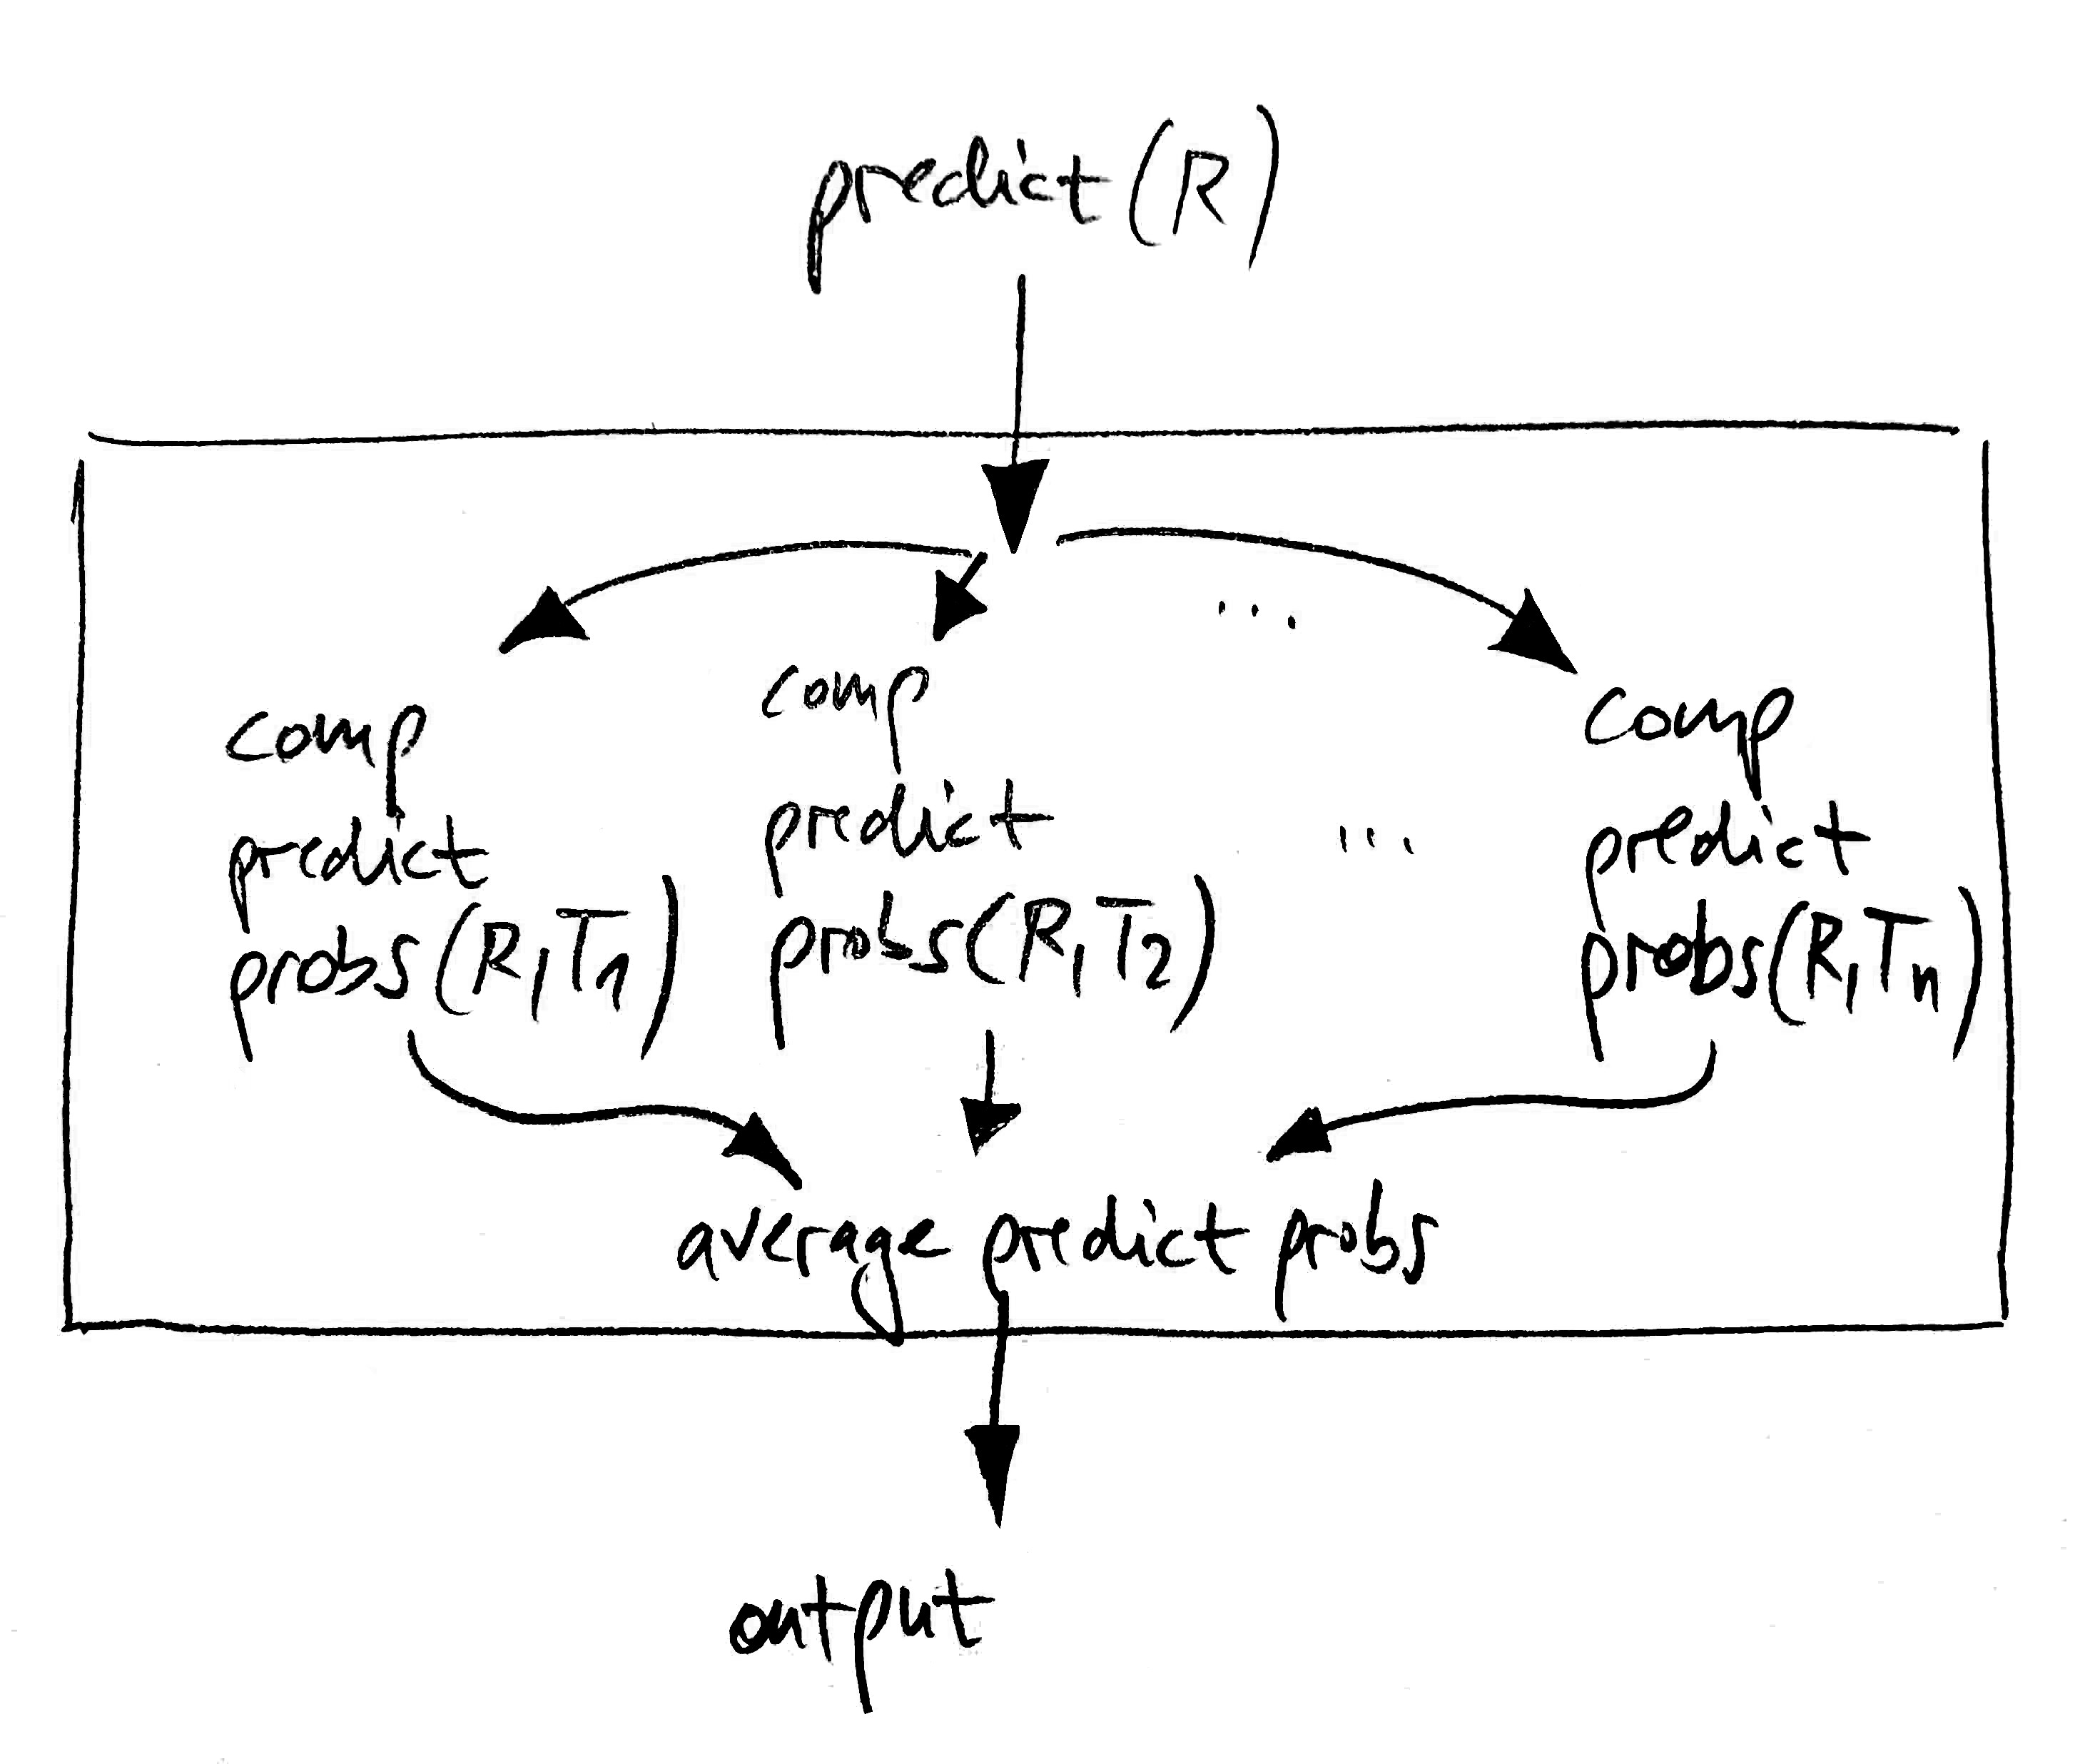 predict (R)
...
comp
predict
probs (R,T1)
comp
predict
probs (R,T2)
...
comp
predict
probs (R,Tn)
average predict probs
output